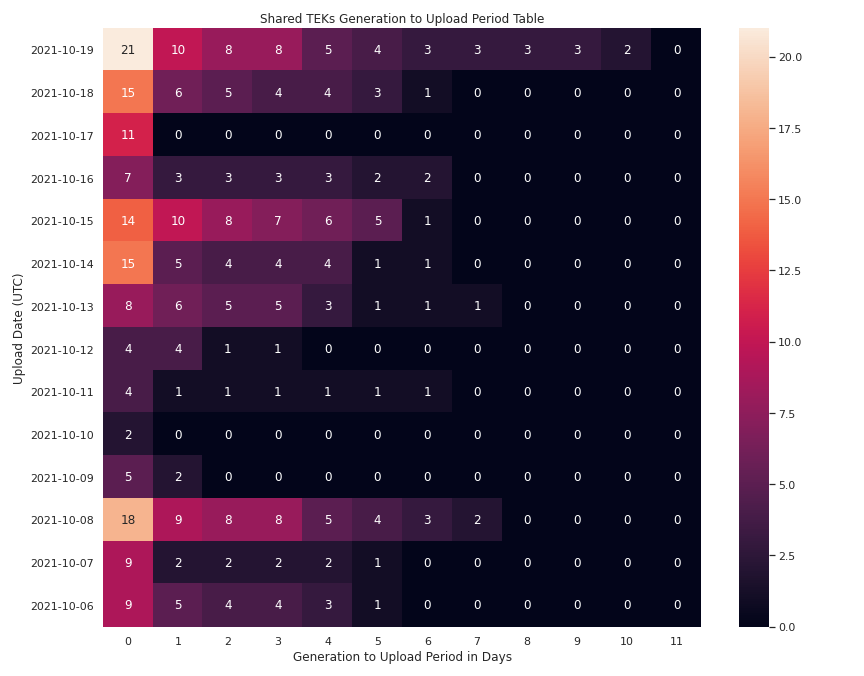 Shared TEKs Generation to Upload Period Table
Upload Date (UTC)
2021-10-19 21 10 8 8 5 4 3 3 3 3 2 0
2021-10-18 15 6 5 4 4 3 1 0 0 0 0 0
2021-10-17 11 0 0 0 0 0 0 0 0 0 0 0
2021-10-16 7 3 3 3 3 2 2 0 0 0 0 0
2021-10-15 14 10 8 7 6 5 1 0 0 0 0 0
2021-10-14 15 5 4 4 4 1 1 0 0 0 0 0
2021-10-13 8 6 5 5 3 1 1 1 0 0 0 0
2021-10-12 4 4 1 1 0 0 0 0 0 0 0 0
2021-10-11 4 1 1 1 1 1 1 0 0 0 0 0
2021-10-10 2 0 0 0 0 0 0 0 0 0 0 0
2021-10-09 5 2 0 0 0 0 0 0 0 0 0 0
2021-10-08 18 9 8 8 5 4 3 2 0 0 0 0
2021-10-07 9 2 2 2 2 1 0 0 0 0 0 0
2021-10-06 9 5 4 4 3 1 0 0 0 0 0 0
0 1 2 3 4 5 6 7 8 9 10 11
Generation to Upload Period in Days
20.0
17.5
15.0
12.5
10.0
7.5
5.0
2.5
0.0